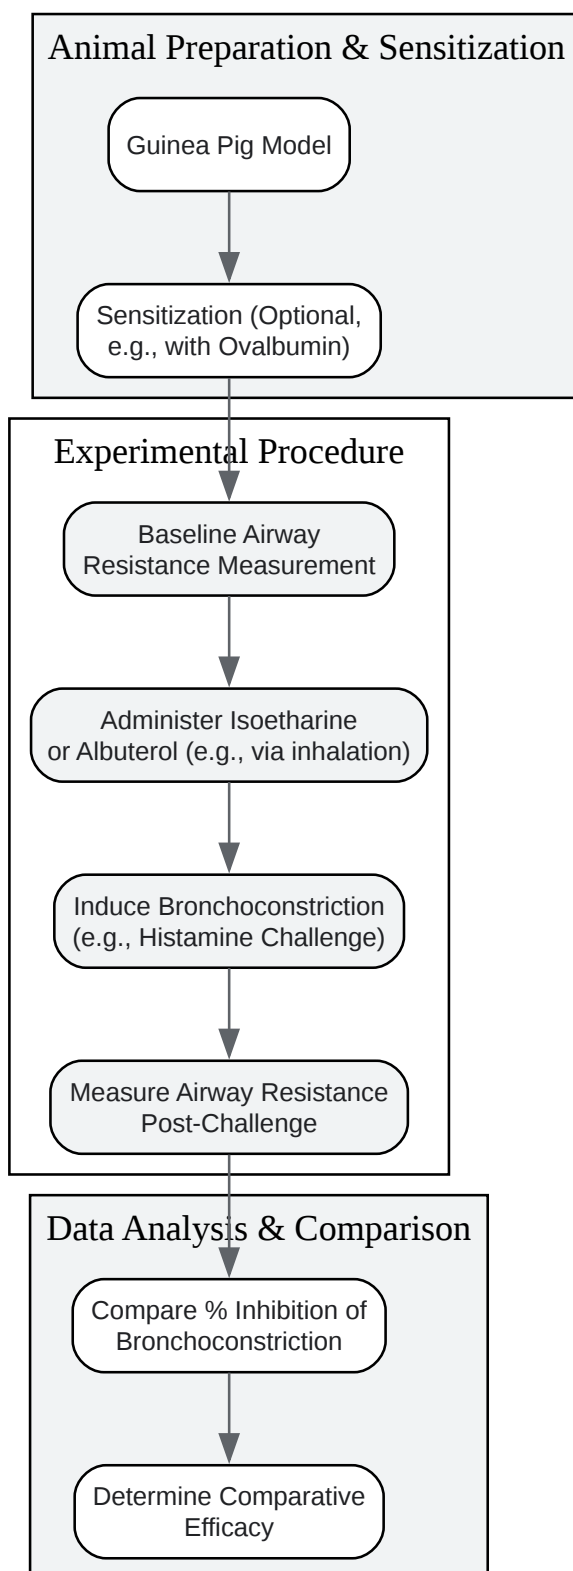 Animal Preparation & Sensitization
Guinea Pig Model
Sensitization (Optional,
e.g., with Ovalbumin)
Experimental Procedure
Baseline Airway
Resistance Measurement
Administer Isoetharine
or Albuterol (e.g., via inhalation)
Induce Bronchoconstriction
(e.g., Histamine Challenge)
Measure Airway Resistance
Post-Challenge
Data Analysis & Comparison
Compare % Inhibition of
Bronchoconstriction
Determine Comparative
Efficacy